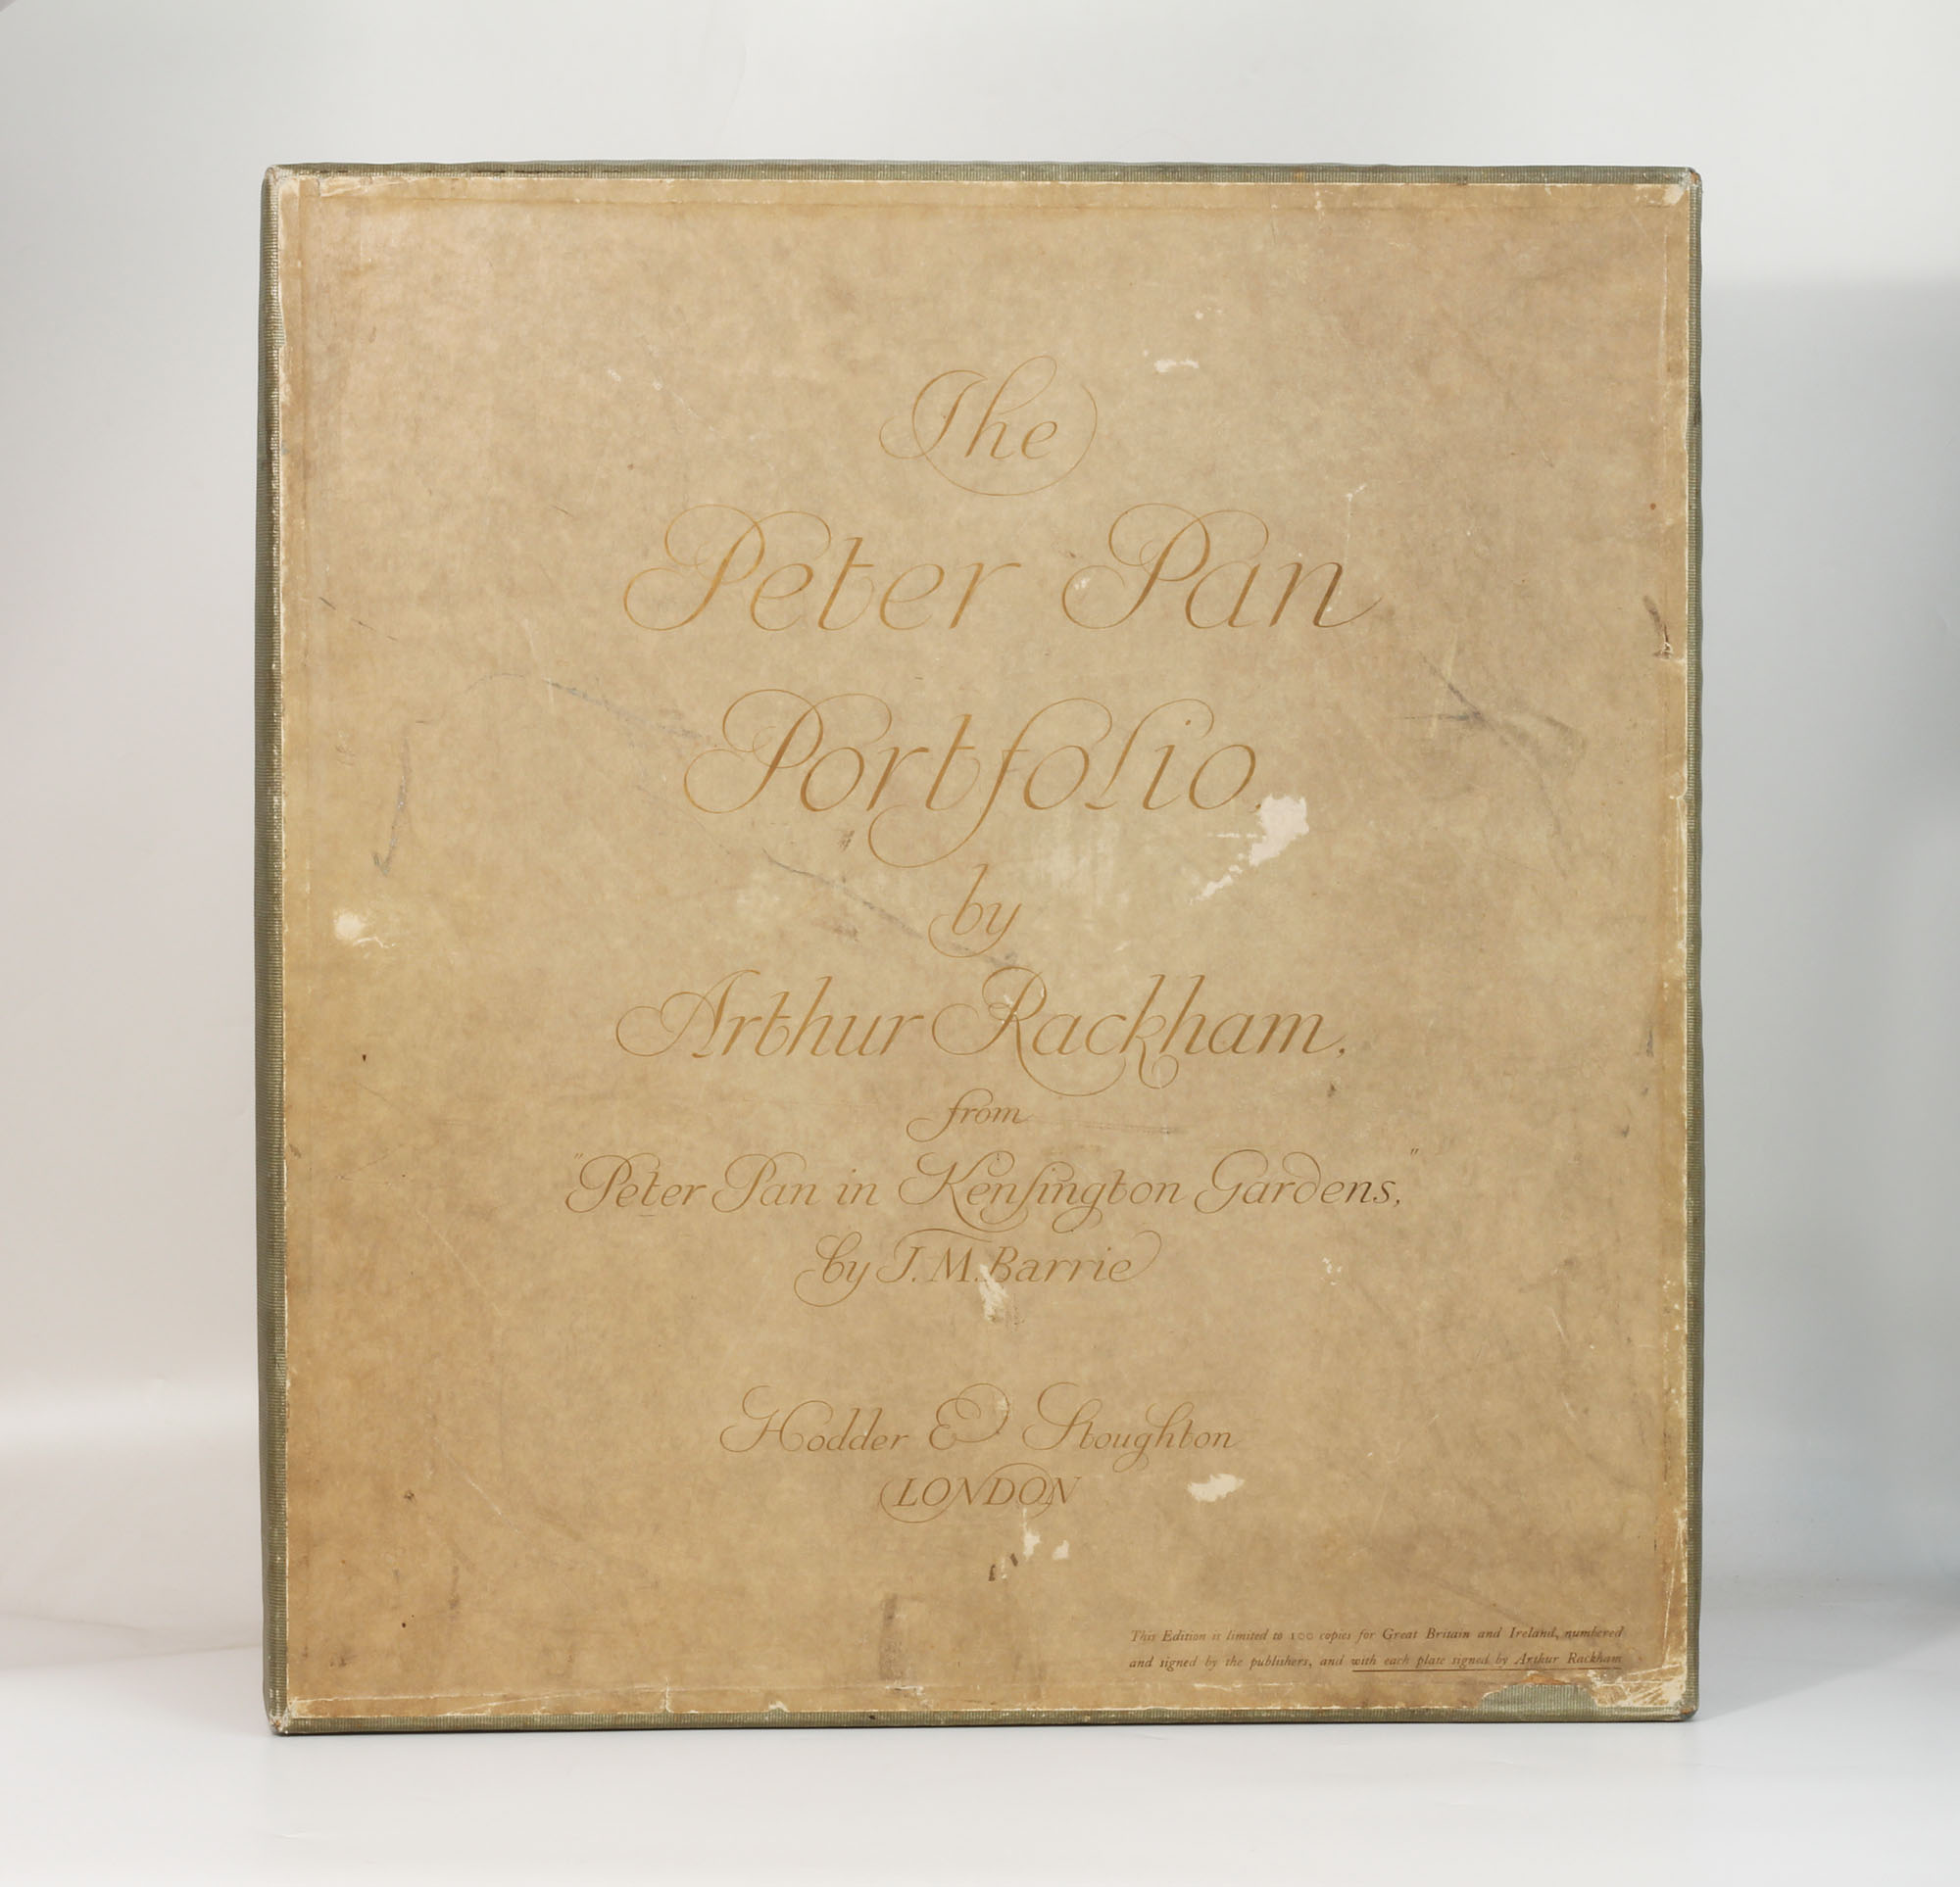 The
Peter Pan
Portfolio,
by
Arthur Rackham,
from
"Peter Pan in Kenſington Gardens,"
by J. M. Barrie
Hodder & Stoughton
LONDON
This Edition is limited to 100 copies for Great Britain and Ireland, numbered
and signed by the publishers, and with each plate signed by Arthur Rackham